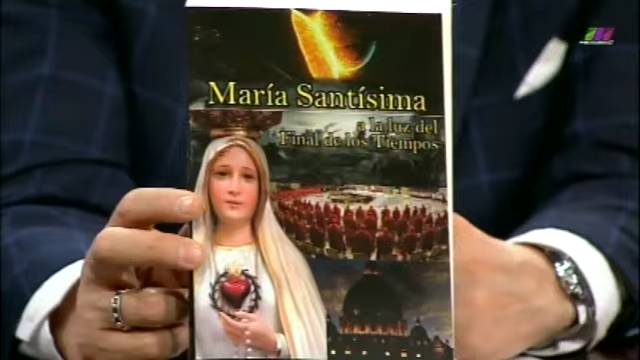 María Santísima
a la luz del
Final de los Tiempos